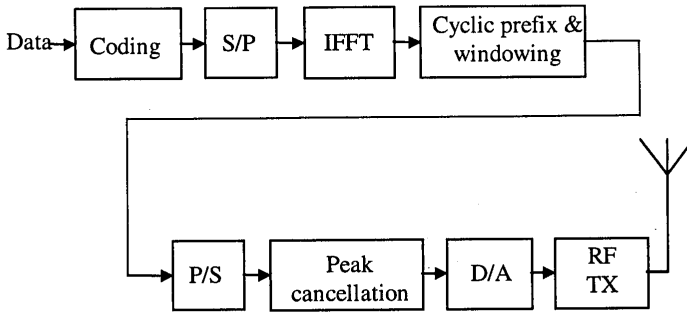 Data
Coding
S/P
IFFT
Cyclic prefix &
windowing
P/S
Peak
cancellation
D/A
RF
TX